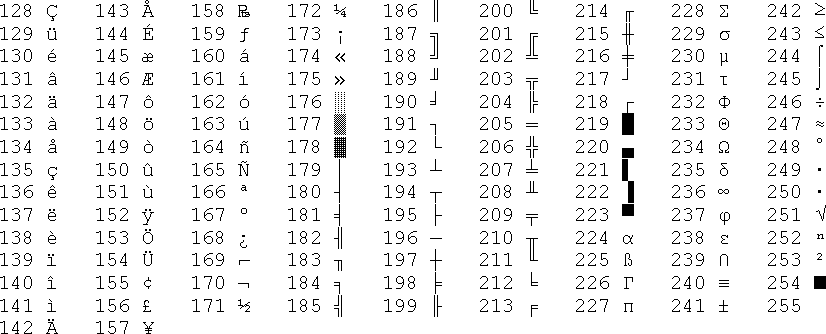 128 Ç 143 Å 158 ₧ 172 ¼ 186 ║ 200 ╚ 214 ╓ 228 Σ 242 ≥
129 ü 144 É 159 ƒ 173 ¡ 187 ╗ 201 ╔ 215 ╫ 229 σ 243 ≤
130 é 145 æ 160 á 174 « 188 ╝ 202 ╩ 216 ╪ 230 µ 244 ⌠
131 â 146 Æ 161 í 175 » 189 ╜ 203 ╦ 217 ┘ 231 τ 245 ⌡
132 ä 147 ô 162 ó 176 ░ 190 ╛ 204 ╠ 218 ┌ 232 Φ 246 ÷
133 à 148 ö 163 ú 177 ▒ 191 ┐ 205 ═ 219 █ 233 Θ 247 ≈
134 å 149 ò 164 ñ 178 ▓ 192 └ 206 ╬ 220 ▄ 234 Ω 248 °
135 ç 150 û 165 Ñ 179 │ 193 ┴ 207 ╧ 221 ▌ 235 δ 249 ∙
136 ê 151 ù 166 ª 180 ┤ 194 ┬ 208 ╨ 222 ▐ 236 ∞ 250 ·
137 ë 152 ÿ 167 º 181 ╡ 195 ├ 209 ╤ 223 ▀ 237 φ 251 √
138 è 153 Ö 168 ¿ 182 ╢ 196 ─ 210 ╥ 224 α 238 ε 252 ⁿ
139 ï 154 Ü 169 ⌐ 183 ╖ 197 ┼ 211 ╙ 225 ß 239 ∩ 253 ²
140 î 155 ¢ 170 ¬ 184 ╕ 198 ╞ 212 ╘ 226 Γ 240 ≡ 254 ■
141 ì 156 £ 171 ½ 185 ╣ 199 ╟ 213 ╒ 227 π 241 ± 255
142 Ä 157 ¥